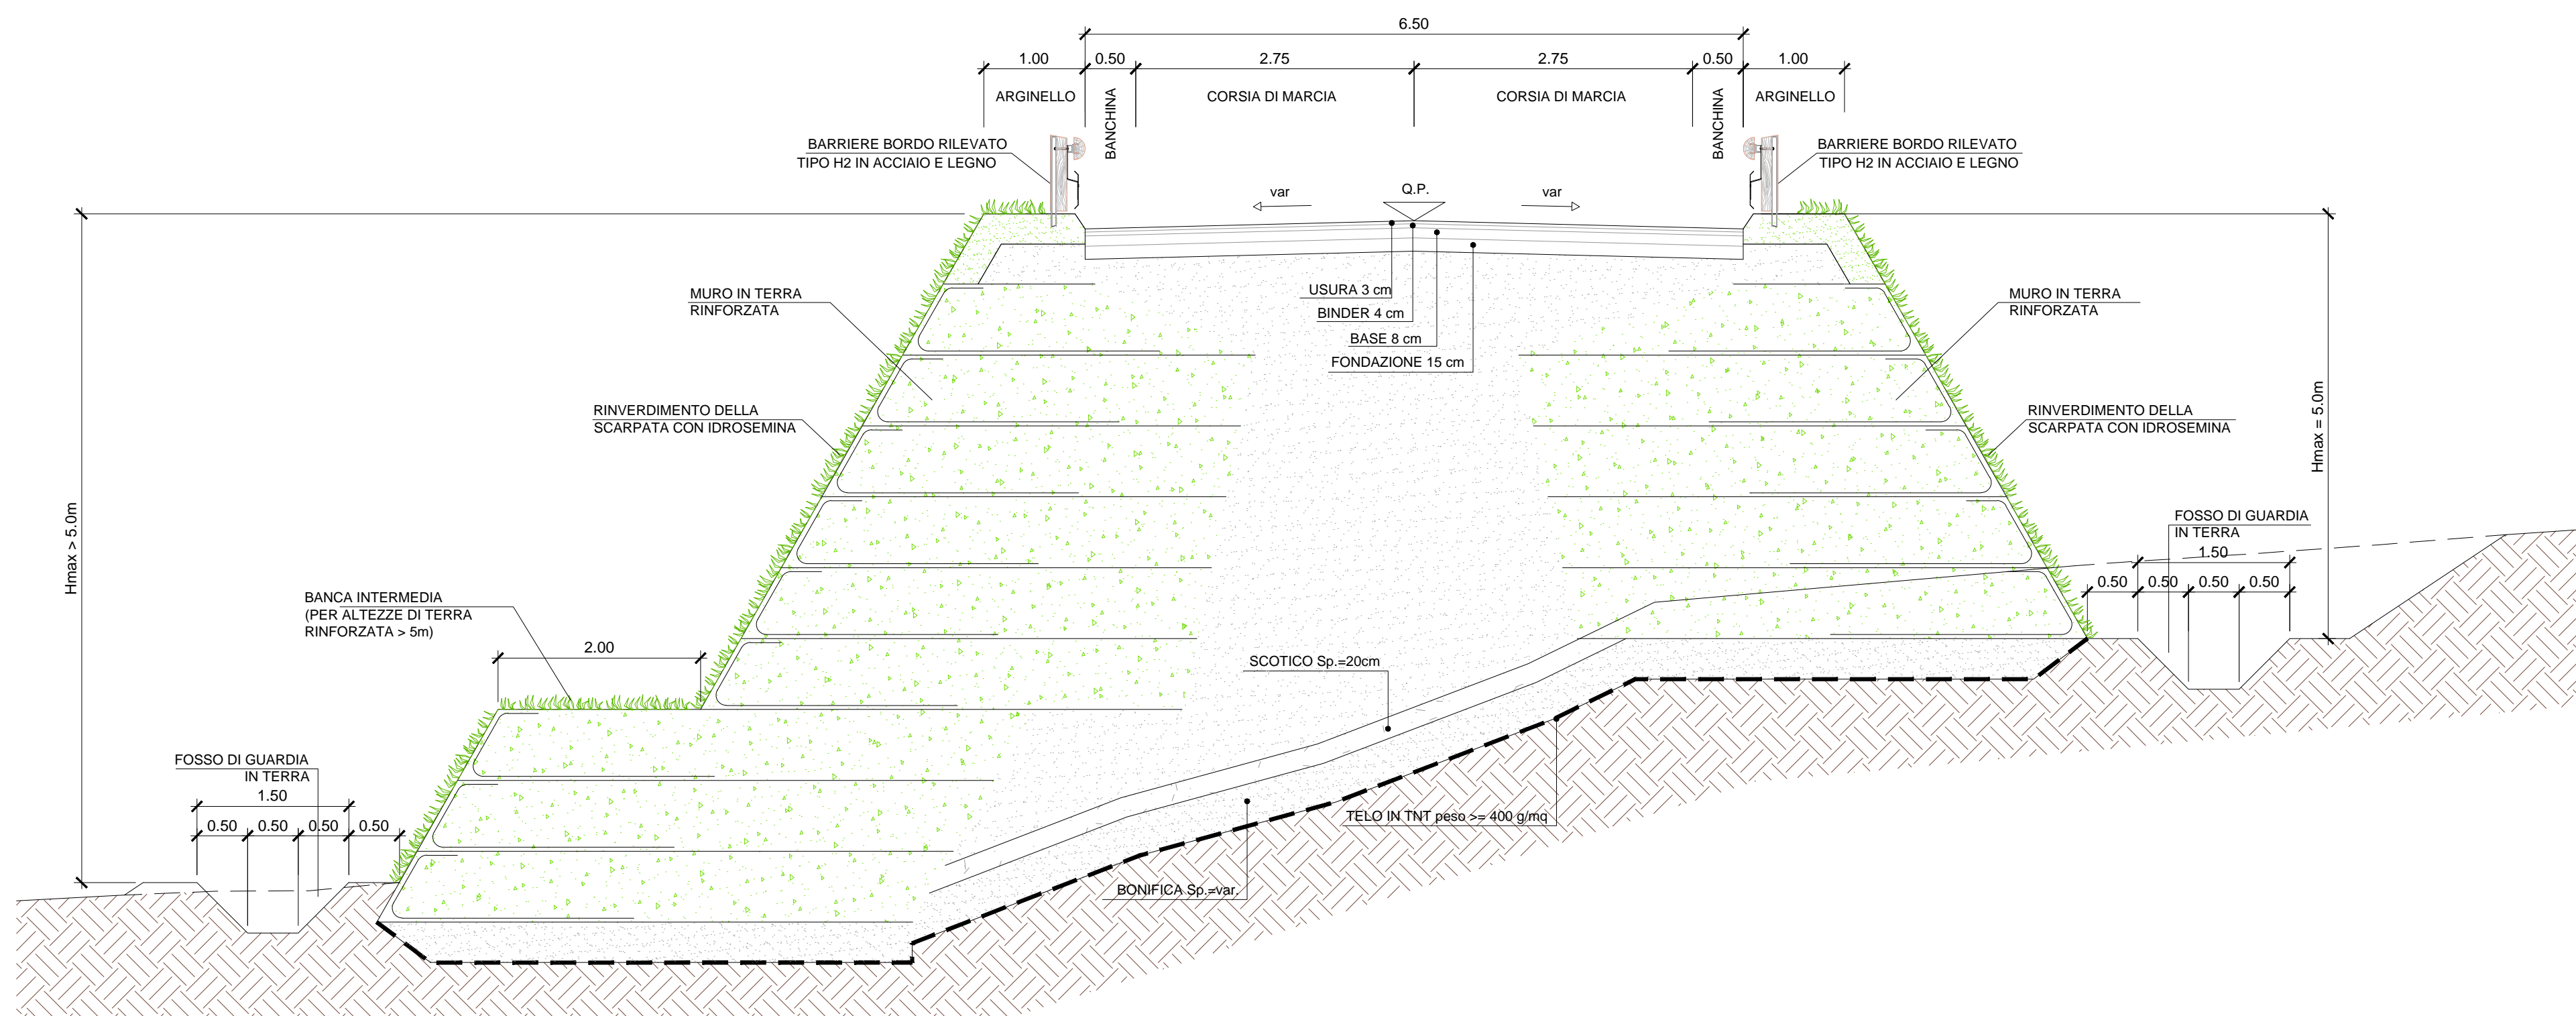 6.50
1.00 0.50 2.75 2.75 0.50 1.00
ARGINELLO BANCHINA CORSIA DI MARCIA CORSIA DI MARCIA BANCHINA ARGINELLO
BARRIERE BORDO RILEVATO
TIPO H2 IN ACCIAIO E LEGNO
BARRIERE BORDO RILEVATO
TIPO H2 IN ACCIAIO E LEGNO
var Q.P. var
USURA 3 cm
BINDER 4 cm
BASE 8 cm
FONDAZIONE 15 cm
MURO IN TERRA
RINFORZATA
MURO IN TERRA
RINFORZATA
RINVERDIMENTO DELLA
SCARPATA CON IDROSEMINA
RINVERDIMENTO DELLA
SCARPATA CON IDROSEMINA
Hmax > 5.0m
Hmax = 5.0m
FOSSO DI GUARDIA
IN TERRA
1.50
0.50 0.50 0.50 0.50
BANCA INTERMEDIA
(PER ALTEZZE DI TERRA
RINFORZATA > 5m)
2.00
SCOTICO Sp.=20cm
FOSSO DI GUARDIA
IN TERRA
1.50
0.50 0.50 0.50 0.50
TELO IN TNT peso >= 400 g/mq
BONIFICA Sp.=var.